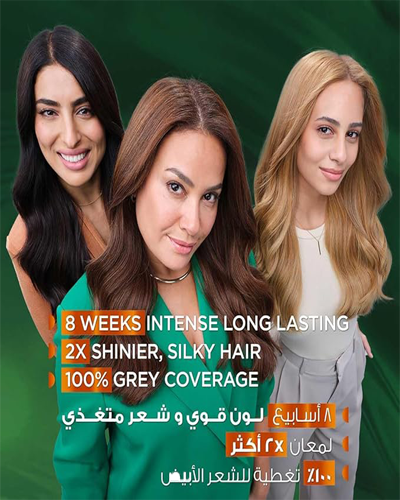 8 WEEKS INTENSE LONG LASTING
2X SHINIER, SILKY HAIR
100% GREY COVERAGE
٨ أسابيع لون قوي و شعر متغذي
لمعان 2X أكثر
١٠٠٪ تغطية للشعر الأبيض